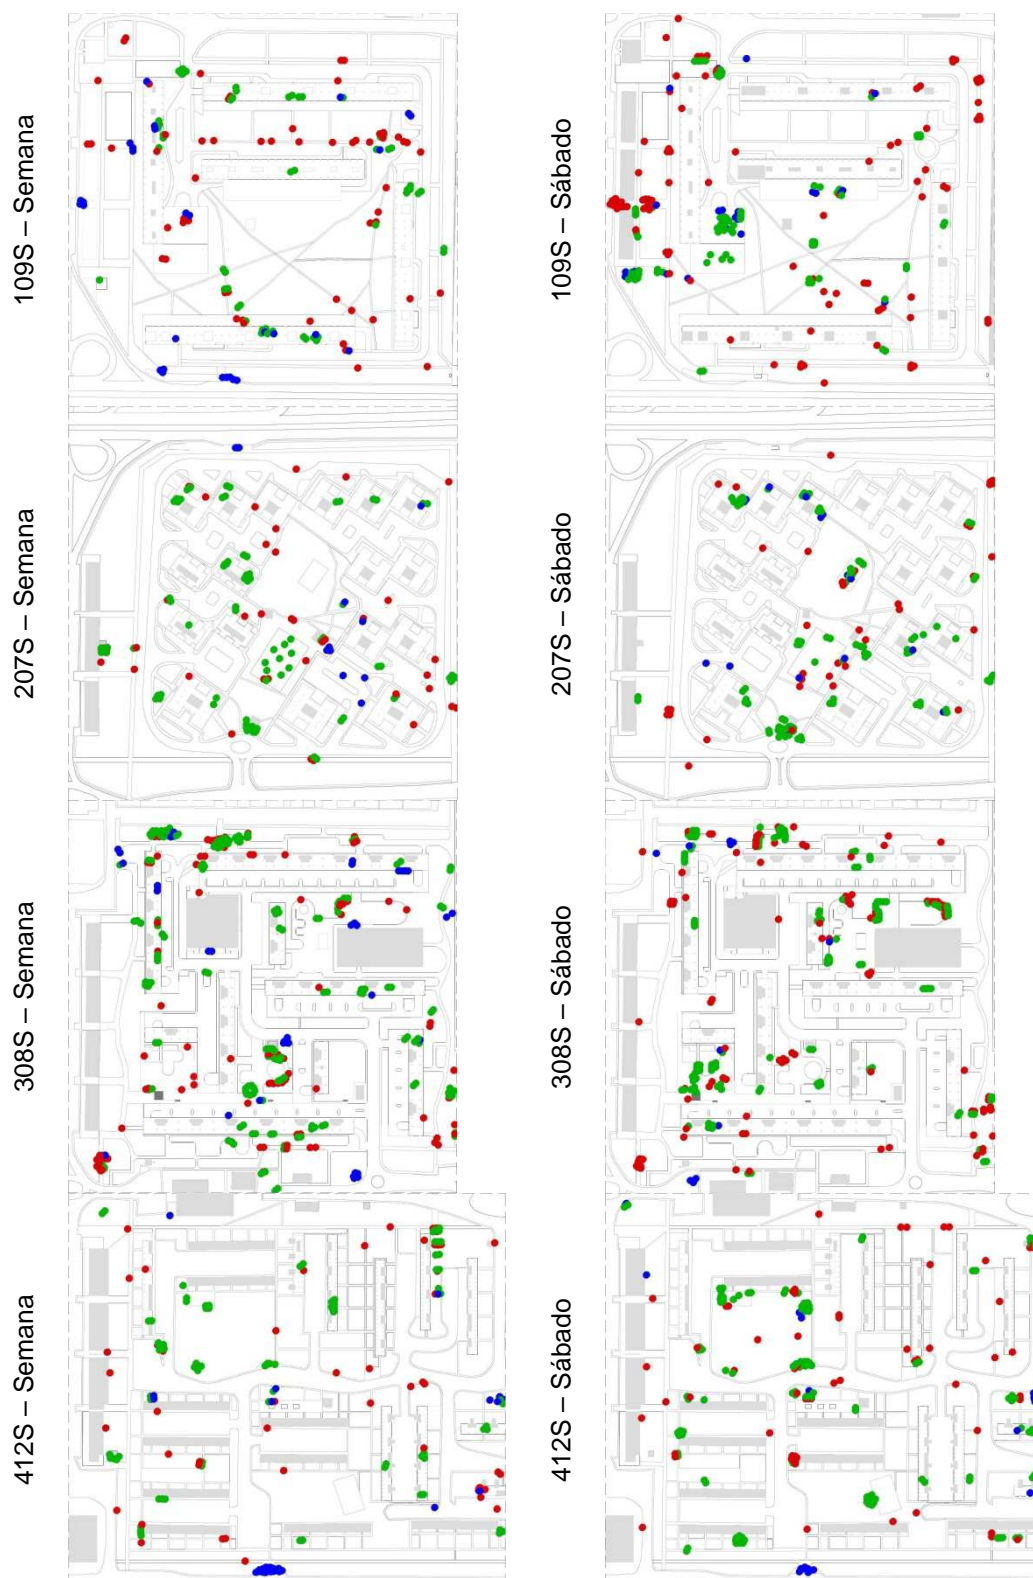 109S – Semana
109S – Sábado
207S – Semana
207S – Sábado
308S – Semana
308S – Sábado
412S – Semana
412S – Sábado